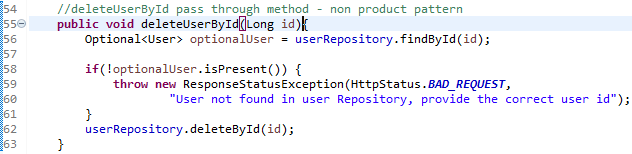 54 //deleteUserById pass through method - non product pattern
55 public void deleteUserById(Long id){
56 Optional<User> optionalUser = userRepository.findById(id);
57
58 if(!optionalUser.isPresent()) {
59 throw new ResponseStatusException(HttpStatus.BAD_REQUEST,
60 "User not found in user Repository, provide the correct user id");
61 }
62 userRepository.deleteById(id);
63 }